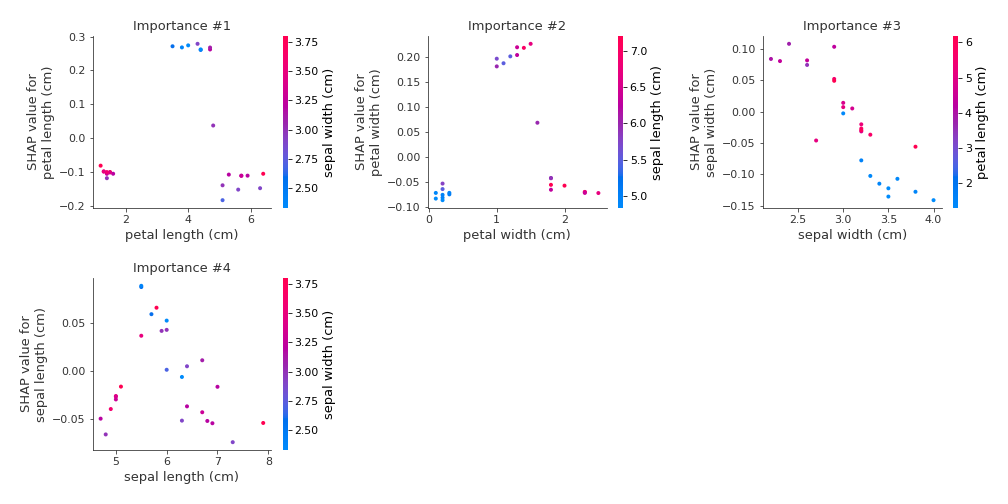 Importance #1
0.3
0.2
0.1
0.0
−0.1
−0.2
SHAP value for
petal length (cm)
2
4
6
petal length (cm)
3.75
3.50
3.25
3.00
2.75
2.50
sepal width (cm)
Importance #2
0.20
0.15
0.10
0.05
0.00
−0.05
−0.10
SHAP value for
petal width (cm)
0
1
2
petal width (cm)
7.0
6.5
6.0
5.5
5.0
sepal length (cm)
Importance #3
0.10
0.05
0.00
−0.05
−0.10
−0.15
SHAP value for
sepal width (cm)
2.5
3.0
3.5
4.0
sepal width (cm)
6
5
4
3
2
petal length (cm)
Importance #4
0.05
0.00
−0.05
SHAP value for
sepal length (cm)
5
6
7
8
sepal length (cm)
3.75
3.50
3.25
3.00
2.75
2.50
sepal width (cm)